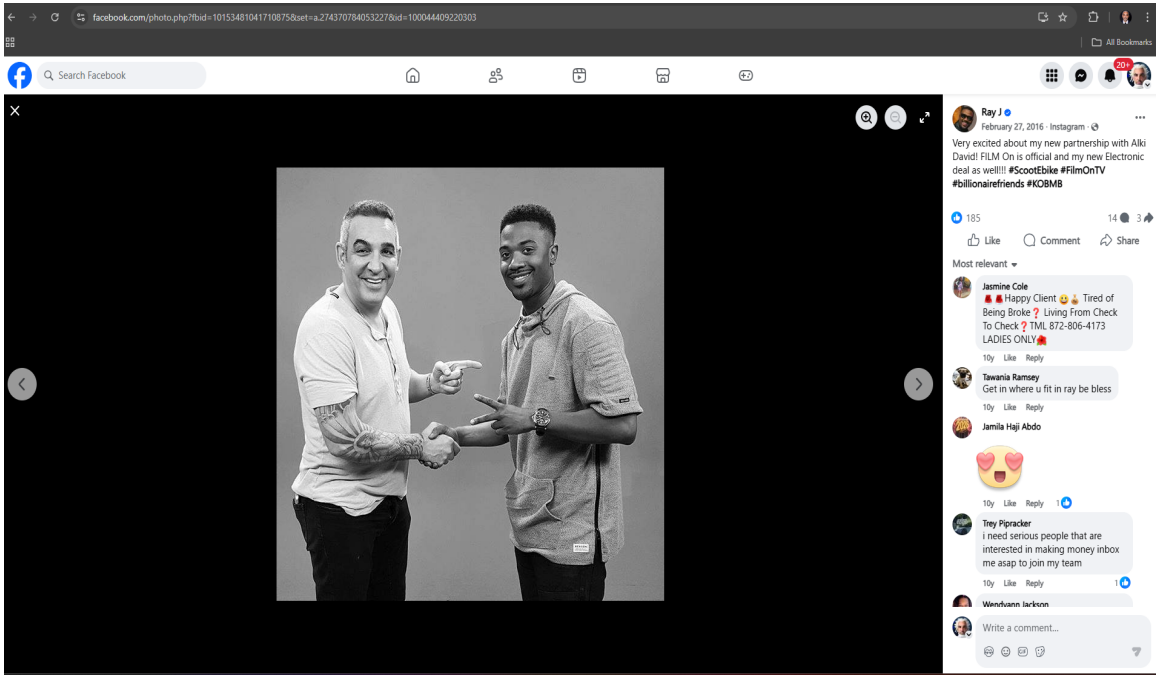 facebook.com/photo.php?fbid=10153481041710875&set=a.274370784053227&id=100044409220303
All Bookmarks
Search Facebook
20+
Ray J
February 27, 2016 · Instagram ·
Very excited about my new partnership with Alki
David! FILM On is official and my new Electronic
deal as well!!! #ScootEbike #FilmOnTV
#billionairefriends #KOBMB
185
14 3
Like Comment Share
Most relevant
Jasmine Cole
Happy Client Tired of
Being Broke❓ Living From Check
To Check❓TML 872-806-4173
LADIES ONLY
10y Like Reply
Tawania Ramsey
Get in where u fit in ray be bless
10y Like Reply
Jamila Haji Abdo
10y Like Reply 1
Trey Pipracker
i need serious people that are
interested in making money inbox
me asap to join my team
10y Like Reply 1
Wendyann Jackson
Write a comment...
GIF